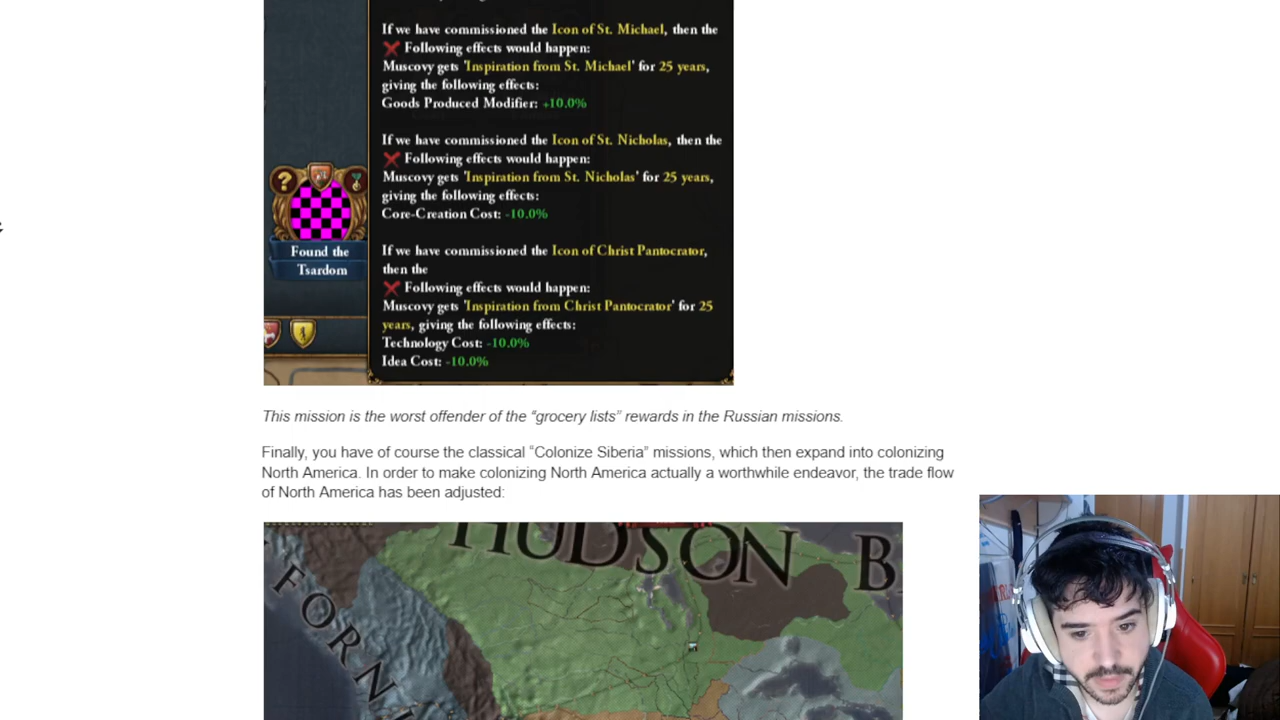 If we have commissioned the Icon of St. Michael, then the
Following effects would happen:
Muscovy gets 'Inspiration from St. Michael' for 25 years,
giving the following effects:
Goods Produced Modifier: +10.0%
If we have commissioned the Icon of St. Nicholas, then the
Following effects would happen:
Muscovy gets 'Inspiration from St. Nicholas' for 25 years,
giving the following effects:
Core-Creation Cost: -10.0%
If we have commissioned the Icon of Christ Pantocrator,
then the
Following effects would happen:
Muscovy gets 'Inspiration from Christ Pantocrator' for 25
years, giving the following effects:
Technology Cost: -10.0%
Idea Cost: -10.0%
?
Found the
Tsardom
This mission is the worst offender of the “grocery lists” rewards in the Russian missions.
Finally, you have of course the classical “Colonize Siberia” missions, which then expand into colonizing
North America. In order to make colonizing North America actually a worthwhile endeavor, the trade flow
of North America has been adjusted:
HUDSON B
FORNI